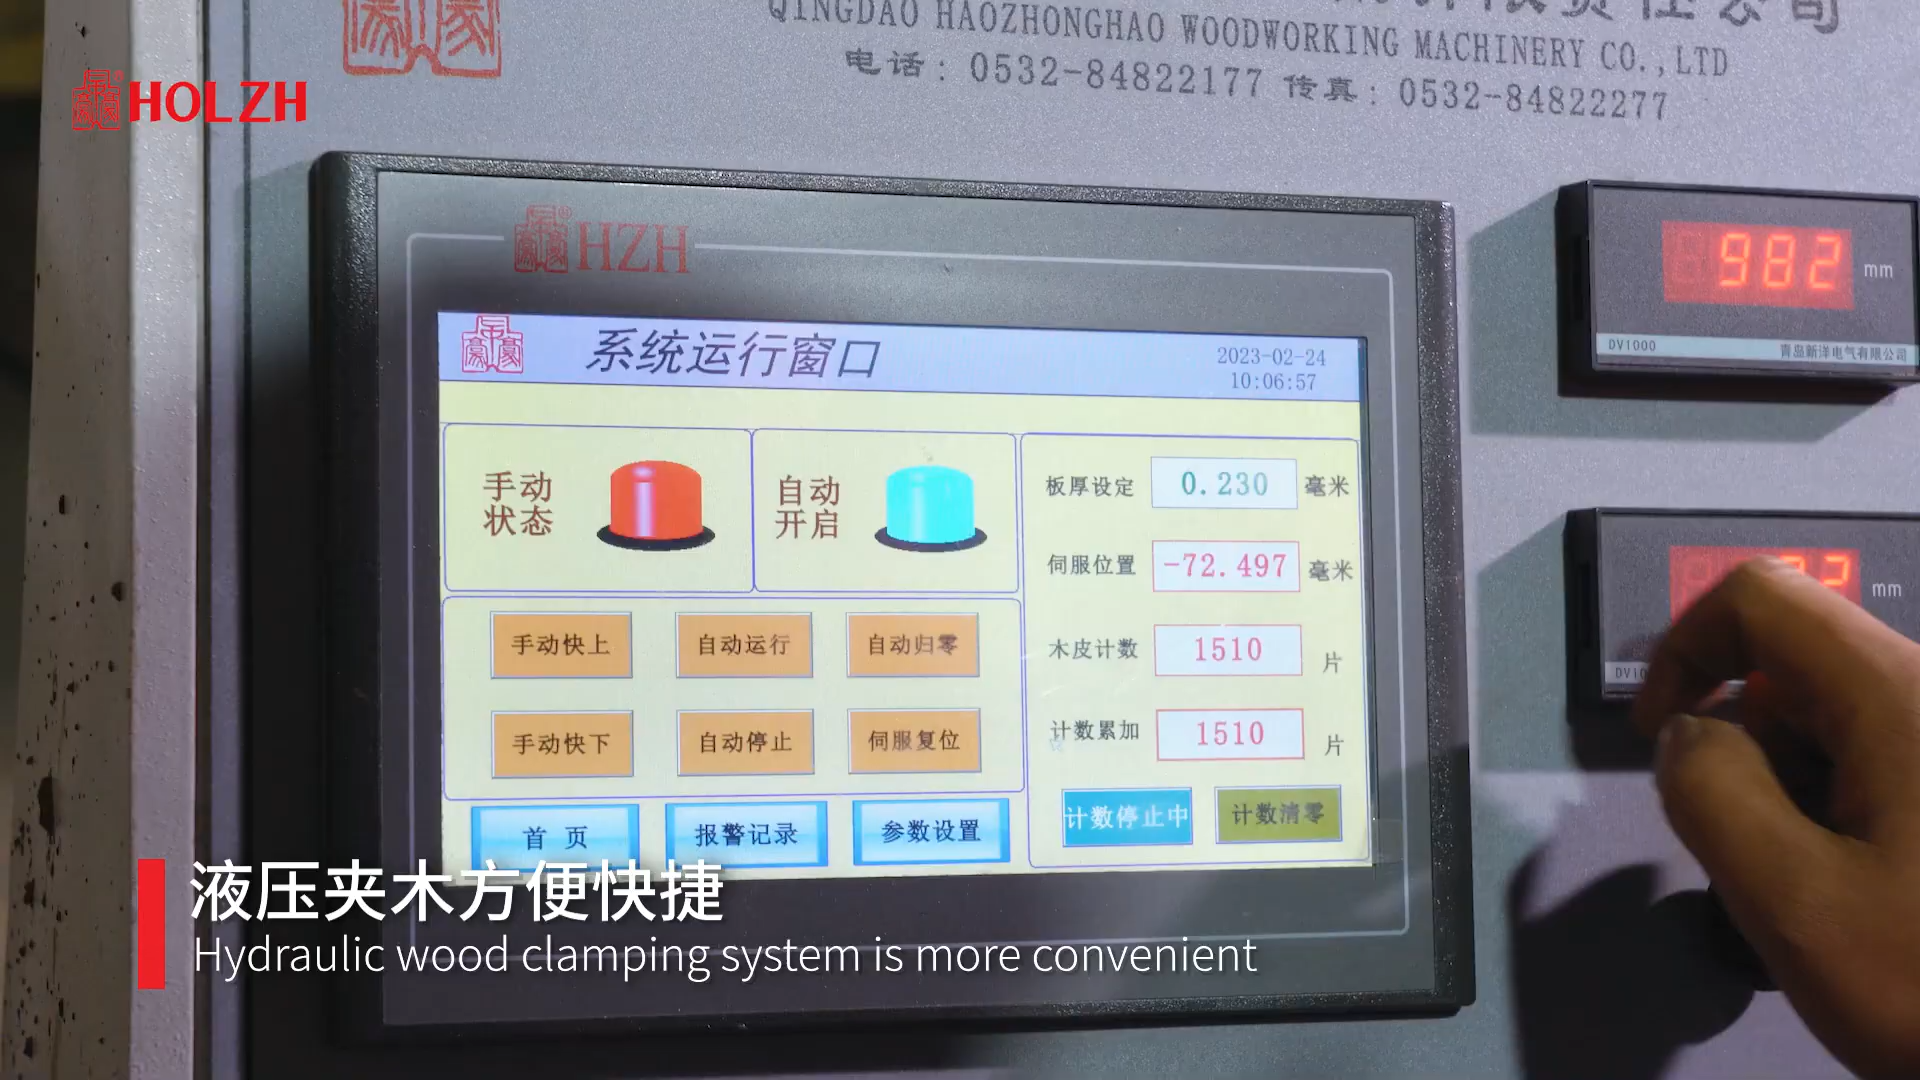 QINGDAO HAOZHONGHAO WOODWORKING MACHINERY CO.,LTD
电话: 0532-84822177 传真: 0532-84822277
HOLZH
HZH
系统运行窗口
2023-02-24
10:06:57
手动
状态
自动
开启
板厚设定 0.230 毫米
伺服位置 -72.497 毫米
木皮计数 1510 片
计数累加 1510 片
手动快上 自动运行 自动归零
手动快下 自动停止 伺服复位
计数停止中 计数清零
首 页 报警记录 参数设置
982 mm
DV1000 青岛新洋电气有限公司
mm
液压夹木方便快捷
Hydraulic wood clamping system is more convenient